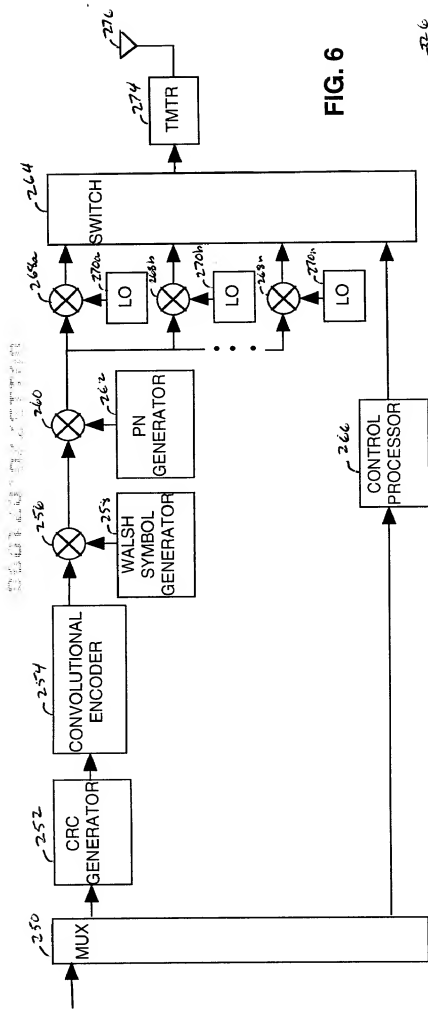 250
MUX
252
CRC
GENERATOR
254
CONVOLUTIONAL
ENCODER
256
258
WALSH
SYMBOL
GENERATOR
260
262
PN
GENERATOR
268a
270a
LO
268b
270b
LO
268n
270n
LO
...
264
SWITCH
266
CONTROL
PROCESSOR
274
TMTR
276
FIG. 6